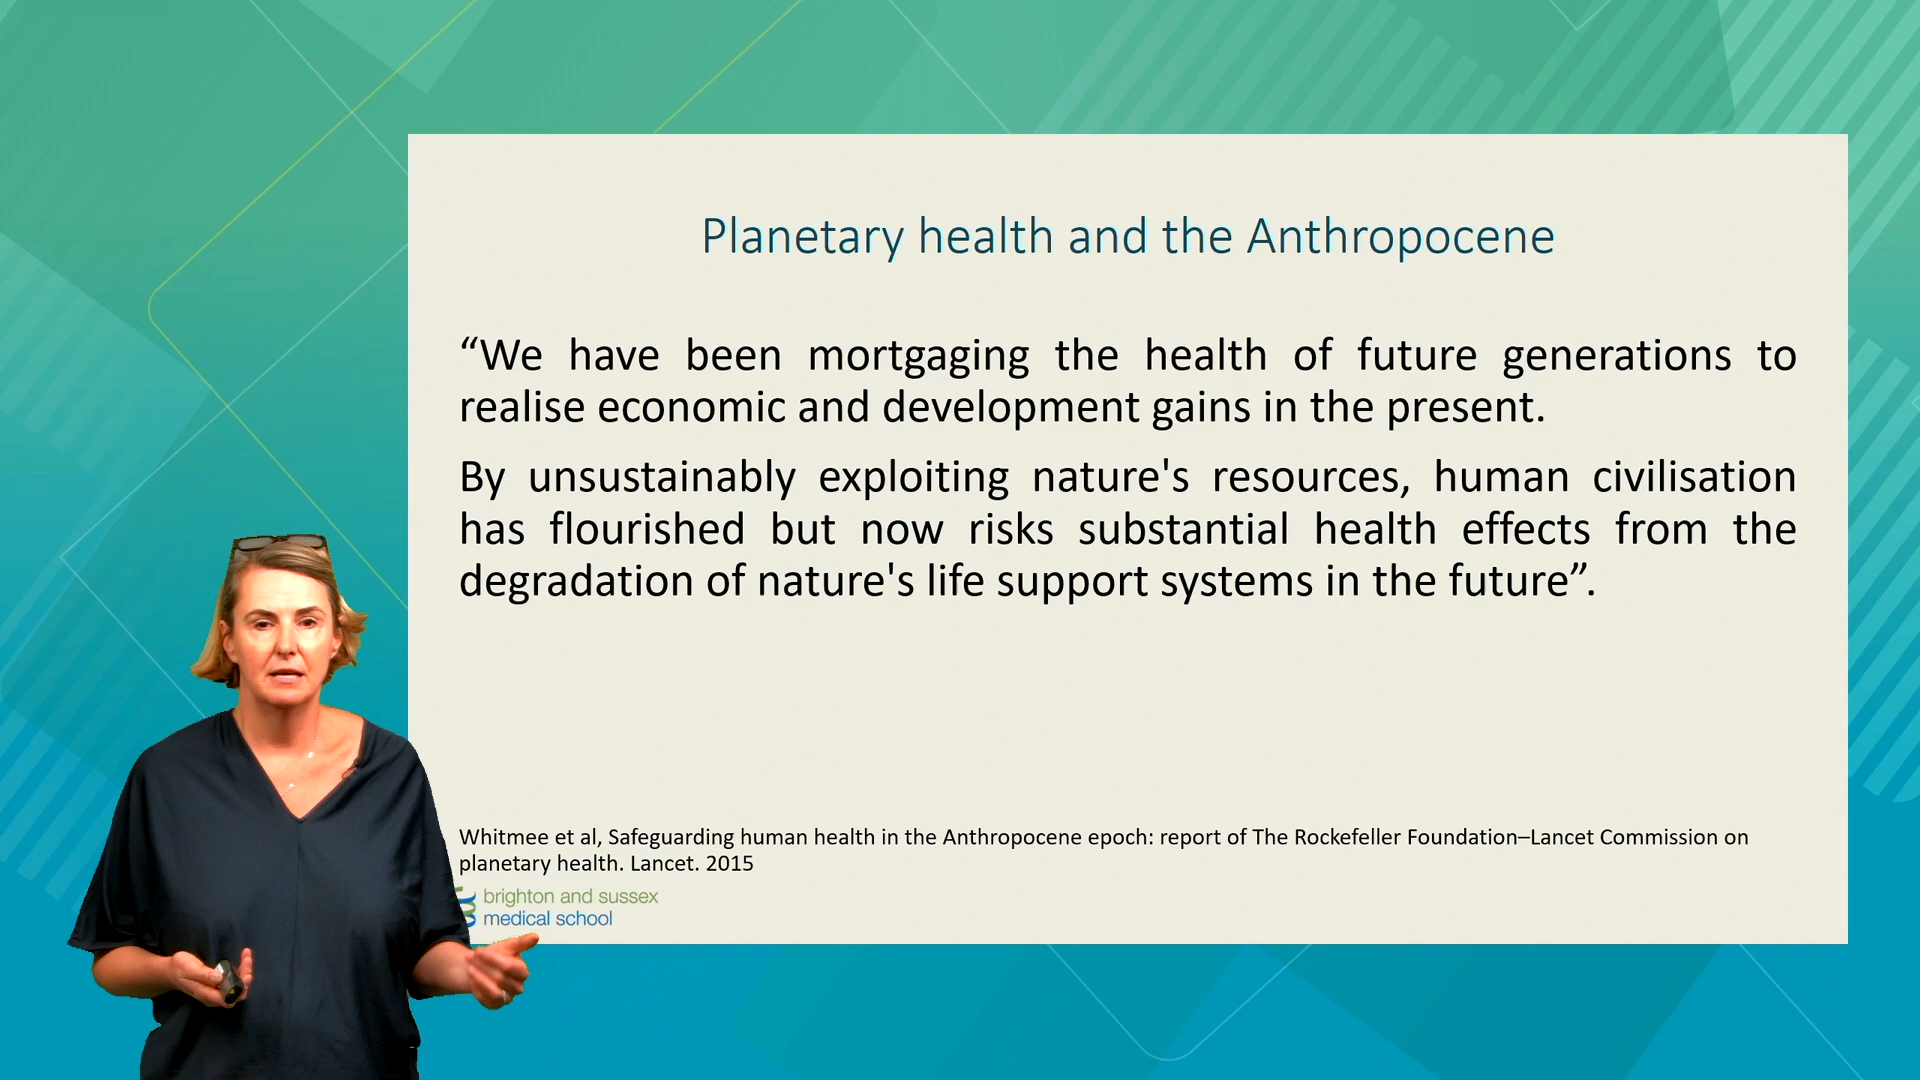 Planetary health and the Anthropocene
“We have been mortgaging the health of future generations to
realise economic and development gains in the present.
By unsustainably exploiting nature's resources, human civilisation
has flourished but now risks substantial health effects from the
degradation of nature's life support systems in the future”.
Whitmee et al, Safeguarding human health in the Anthropocene epoch: report of The Rockefeller Foundation–Lancet Commission on
planetary health. Lancet. 2015
brighton and sussex
medical school